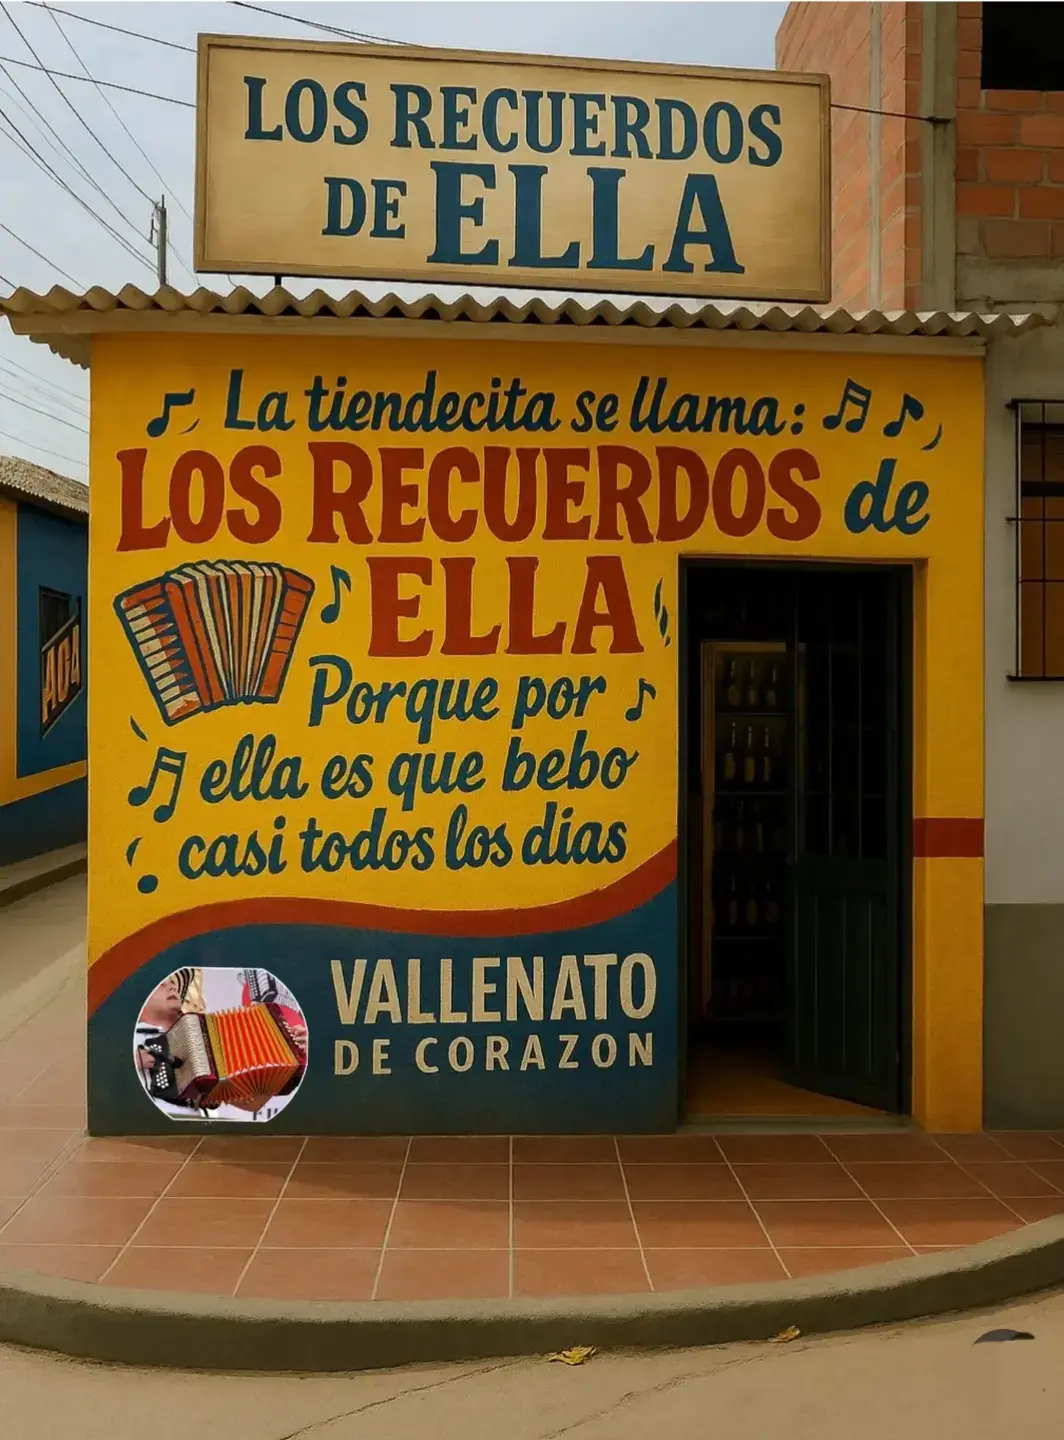 LOS RECUERDOS
DE ELLA
La tiendecita se llama:
LOS RECUERDOS de
ELLA
Porque por
ella es que bebo
casi todos los dias
VALLENATO
DE CORAZON